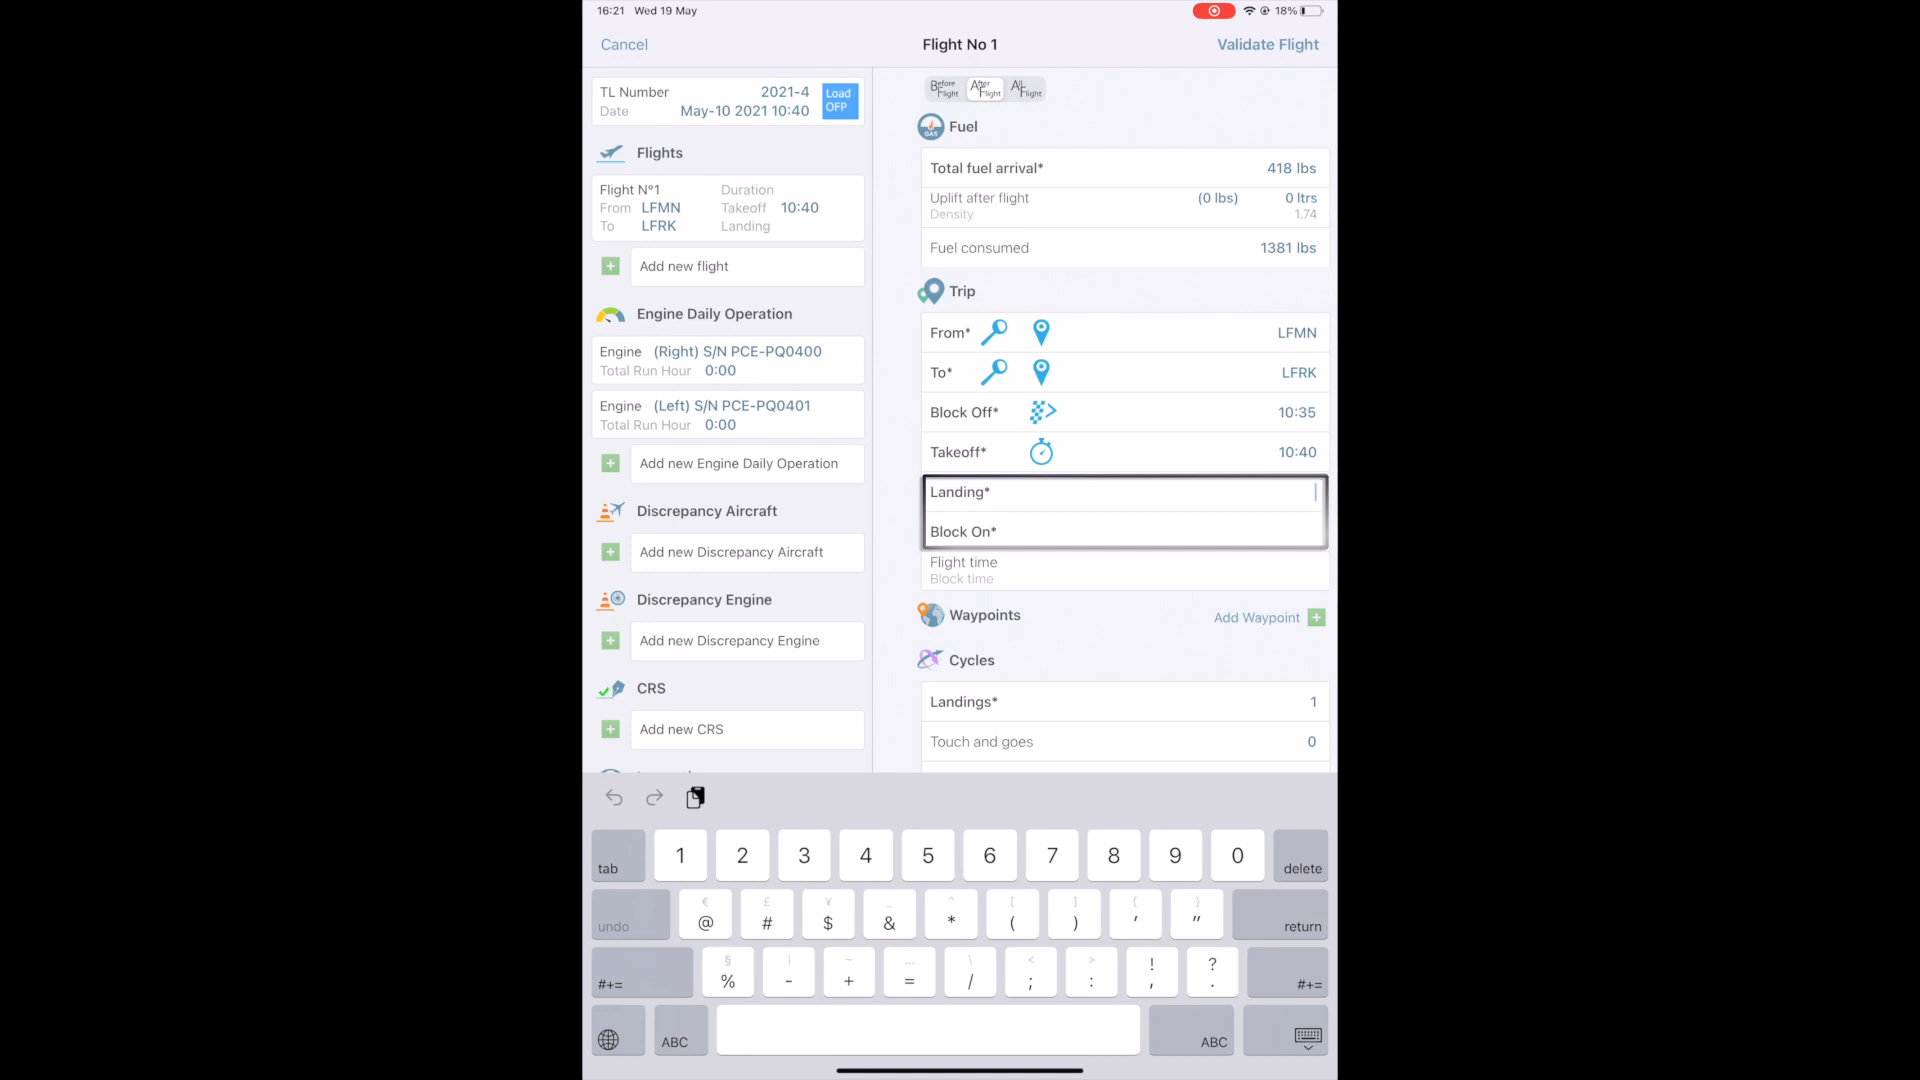 16:21 Wed 19 May
18%
Cancel
Flight No 1
Validate Flight
TL Number 2021-4
Date May-10 2021 10:40
Load
OFP
Flights
Flight N°1 Duration
From LFMN Takeoff 10:40
To LFRK Landing
Add new flight
Engine Daily Operation
Engine (Right) S/N PCE-PQ0400
Total Run Hour 0:00
Engine (Left) S/N PCE-PQ0401
Total Run Hour 0:00
Add new Engine Daily Operation
Discrepancy Aircraft
Add new Discrepancy Aircraft
Discrepancy Engine
Add new Discrepancy Engine
CRS
Add new CRS
Before Flight
After Flight
All Flight
GAS
Fuel
Total fuel arrival* 418 lbs
Uplift after flight (0 lbs) 0 ltrs
Density 1.74
Fuel consumed 1381 lbs
Trip
From* LFMN
To* LFRK
Block Off* 10:35
Takeoff* 10:40
Landing*
Block On*
Flight time
Block time
Waypoints Add Waypoint
Cycles
Landings* 1
Touch and goes 0
tab 1 2 3 4 5 6 7 8 9 0 delete
€ £ ¥ _ ^ [ ] { }
undo @ # $ & * ( ) ' " return
§ | ~ … \ < > ! ?
#+= % - + = / ; : , . #+=
ABC ABC